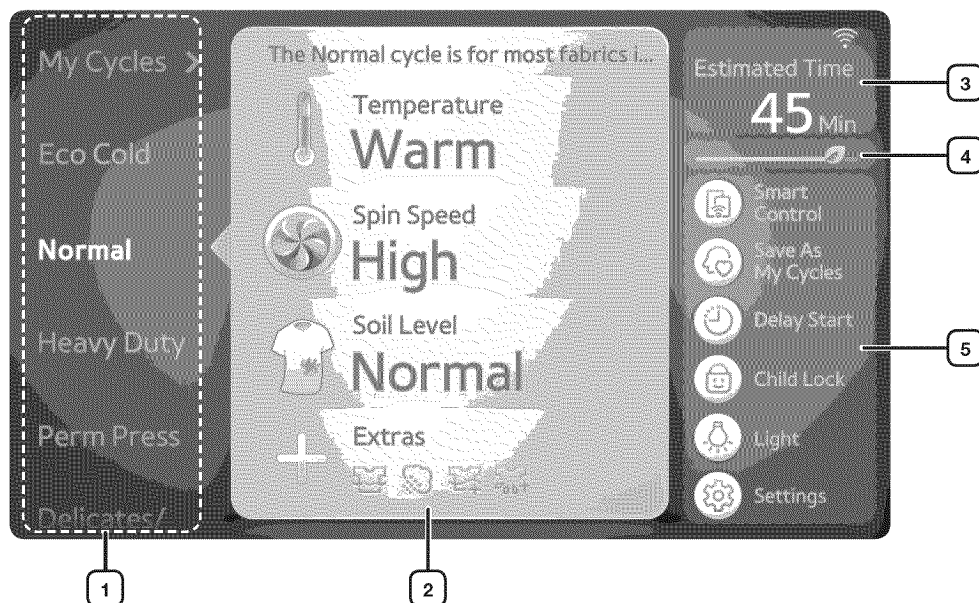 My Cycles
Eco Cold
Normal
Heavy Duty
Perm Press
Delicates/
The Normal cycle is for most fabrics i...
Temperature
Warm
Spin Speed
High
Soil Level
Normal
Extras
Estimated Time
45 Min
Smart
Control
Save As
My Cycles
Delay Start
Child Lock
Light
Settings
1
2
3
4
5